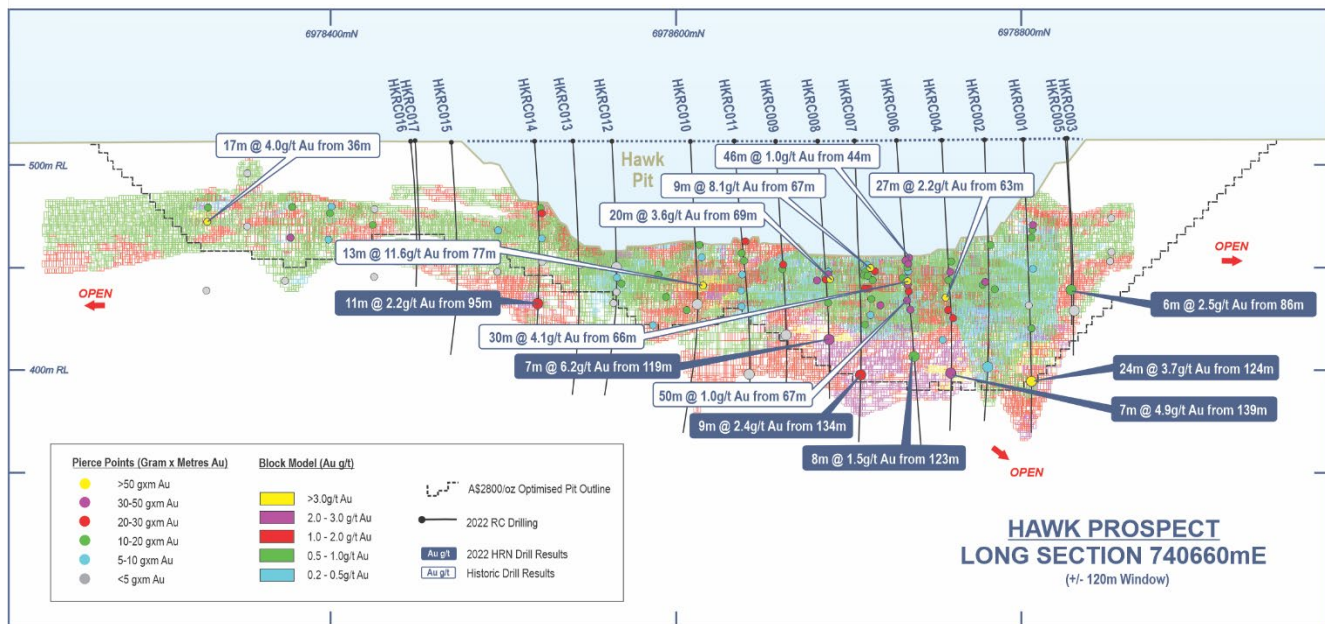 6978400mN
6978600mN
6978800mN
HKRC016
HKRC017
HKRC015
HKRC014
HKRC013
HKRC012
HKRC010
HKRC011
HKRC009
HKRC008
HKRC007
HKRC006
HKRC004
HKRC002
HKRC001
HKRC005
HKRC003
500m RL
400m RL
Hawk
Pit
17m @ 4.0g/t Au from 36m
46m @ 1.0g/t Au from 44m
9m @ 8.1g/t Au from 67m
27m @ 2.2g/t Au from 63m
20m @ 3.6g/t Au from 69m
13m @ 11.6g/t Au from 77m
11m @ 2.2g/t Au from 95m
30m @ 4.1g/t Au from 66m
7m @ 6.2g/t Au from 119m
50m @ 1.0g/t Au from 67m
9m @ 2.4g/t Au from 134m
8m @ 1.5g/t Au from 123m
6m @ 2.5g/t Au from 86m
24m @ 3.7g/t Au from 124m
7m @ 4.9g/t Au from 139m
OPEN
OPEN
OPEN
Pierce Points (Gram x Metres Au)
>50 gxm Au
30-50 gxm Au
20-30 gxm Au
10-20 gxm Au
5-10 gxm Au
<5 gxm Au
Block Model (Au g/t)
>3.0g/t Au
2.0 - 3.0 g/t Au
1.0 - 2.0 g/t Au
0.5 - 1.0g/t Au
0.2 - 0.5g/t Au
A$2800/oz Optimised Pit Outline
2022 RC Drilling
Au g/t 2022 HRN Drill Results
Au g/t Historic Drill Results
HAWK PROSPECT
LONG SECTION 740660mE
(+/- 120m Window)